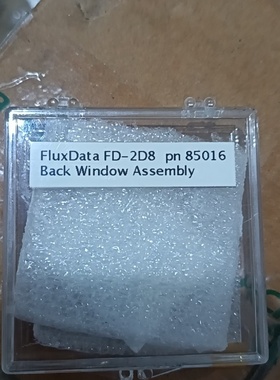 FluxData FD-2D8 pn 85016
Back Window Assembly